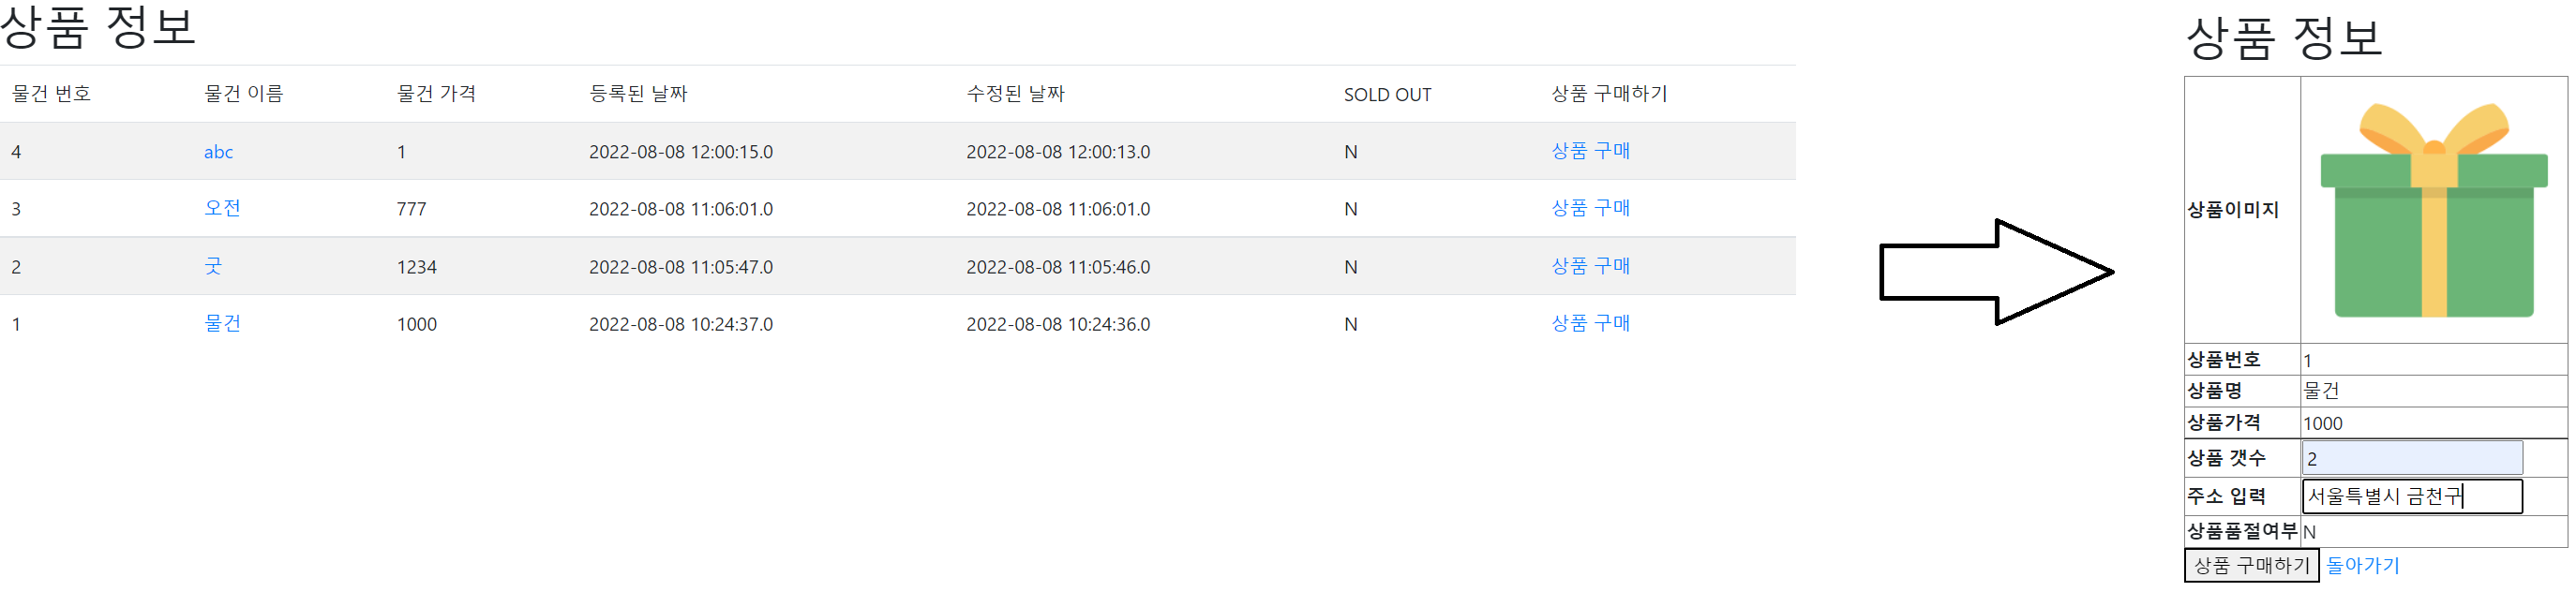 상품 정보
물건 번호 물건 이름 물건 가격 등록된 날짜 수정된 날짜 SOLD OUT 상품 구매하기
4 abc 1 2022-08-08 12:00:15.0 2022-08-08 12:00:13.0 N 상품 구매
3 오전 777 2022-08-08 11:06:01.0 2022-08-08 11:06:01.0 N 상품 구매
2 굿 1234 2022-08-08 11:05:47.0 2022-08-08 11:05:46.0 N 상품 구매
1 물건 1000 2022-08-08 10:24:37.0 2022-08-08 10:24:36.0 N 상품 구매
상품 정보
상품이미지
상품번호 1
상품명 물건
상품가격 1000
상품 갯수 2
주소 입력 서울특별시 금천구
상품품절여부 N
상품 구매하기 돌아가기